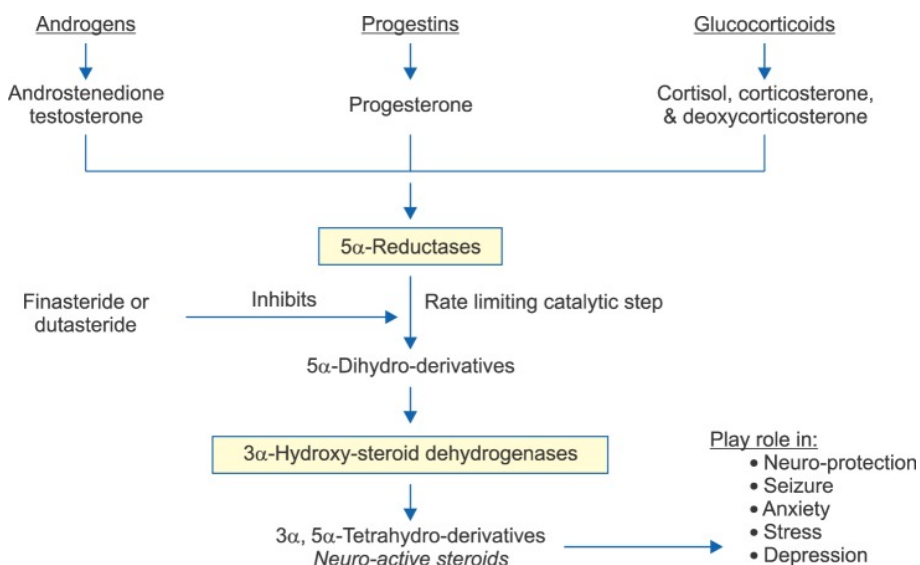 Androgens
Progestins
Glucocorticoids
Androstenedione
testosterone
Progesterone
Cortisol, corticosterone,
& deoxycorticosterone
5α-Reductases
Finasteride or
dutasteride
Inhibits
Rate limiting catalytic step
5α-Dihydro-derivatives
3α-Hydroxy-steroid dehydrogenases
3α, 5α-Tetrahydro-derivatives
Neuro-active steroids
Play role in:
• Neuro-protection
• Seizure
• Anxiety
• Stress
• Depression